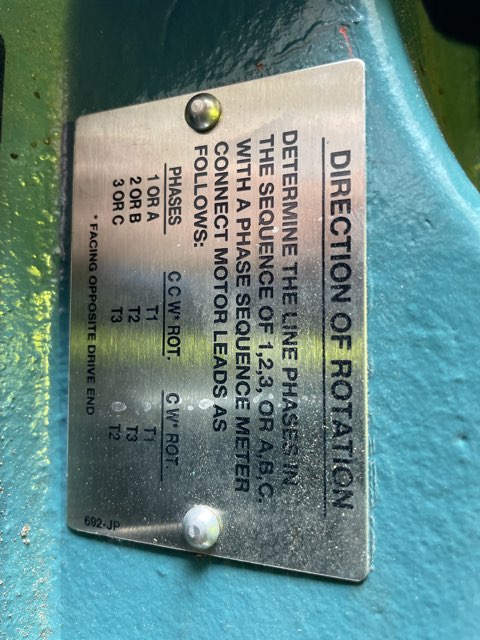 DIRECTION OF ROTATION
DETERMINE THE LINE PHASES IN
THE SEQUENCE OF 1,2,3, OR A,B,C,
WITH A PHASE SEQUENCE METER
CONNECT MOTOR LEADS AS
FOLLOWS:
PHASES C C W* ROT. C W* ROT.
1 OR A T1 T1
2 OR B T2 T3
3 OR C T3 T2
* FACING OPPOSITE DRIVE END
692-JP